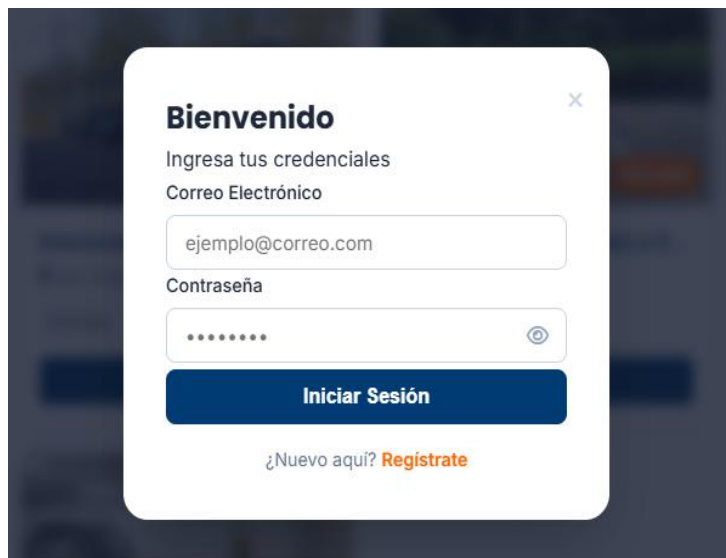 Bienvenido
×
Ingresa tus credenciales
Correo Electrónico
ejemplo@correo.com
Contraseña
••••••••
Iniciar Sesión
¿Nuevo aquí? Regístrate